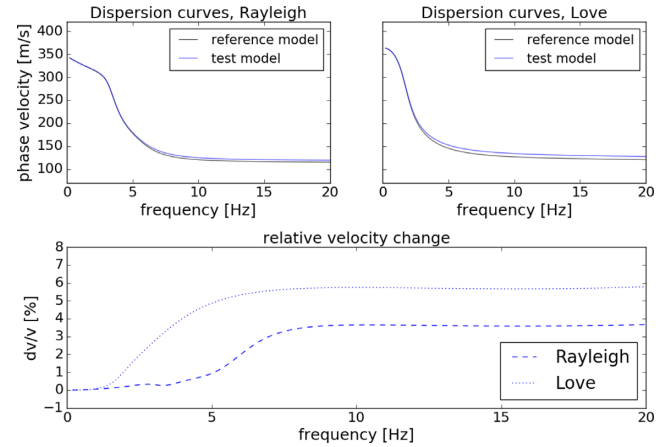 Dispersion curves, Rayleigh
Dispersion curves, Love
400
350
300
250
200
150
100
phase velocity [m/s]
reference model
test model
reference model
test model
0 5 10 15 20
0 5 10 15 20
frequency [Hz]
frequency [Hz]
relative velocity change
8
7
6
5
4
3
2
1
0
−1
dv/v [%]
Rayleigh
Love
0 5 10 15 20
frequency [Hz]